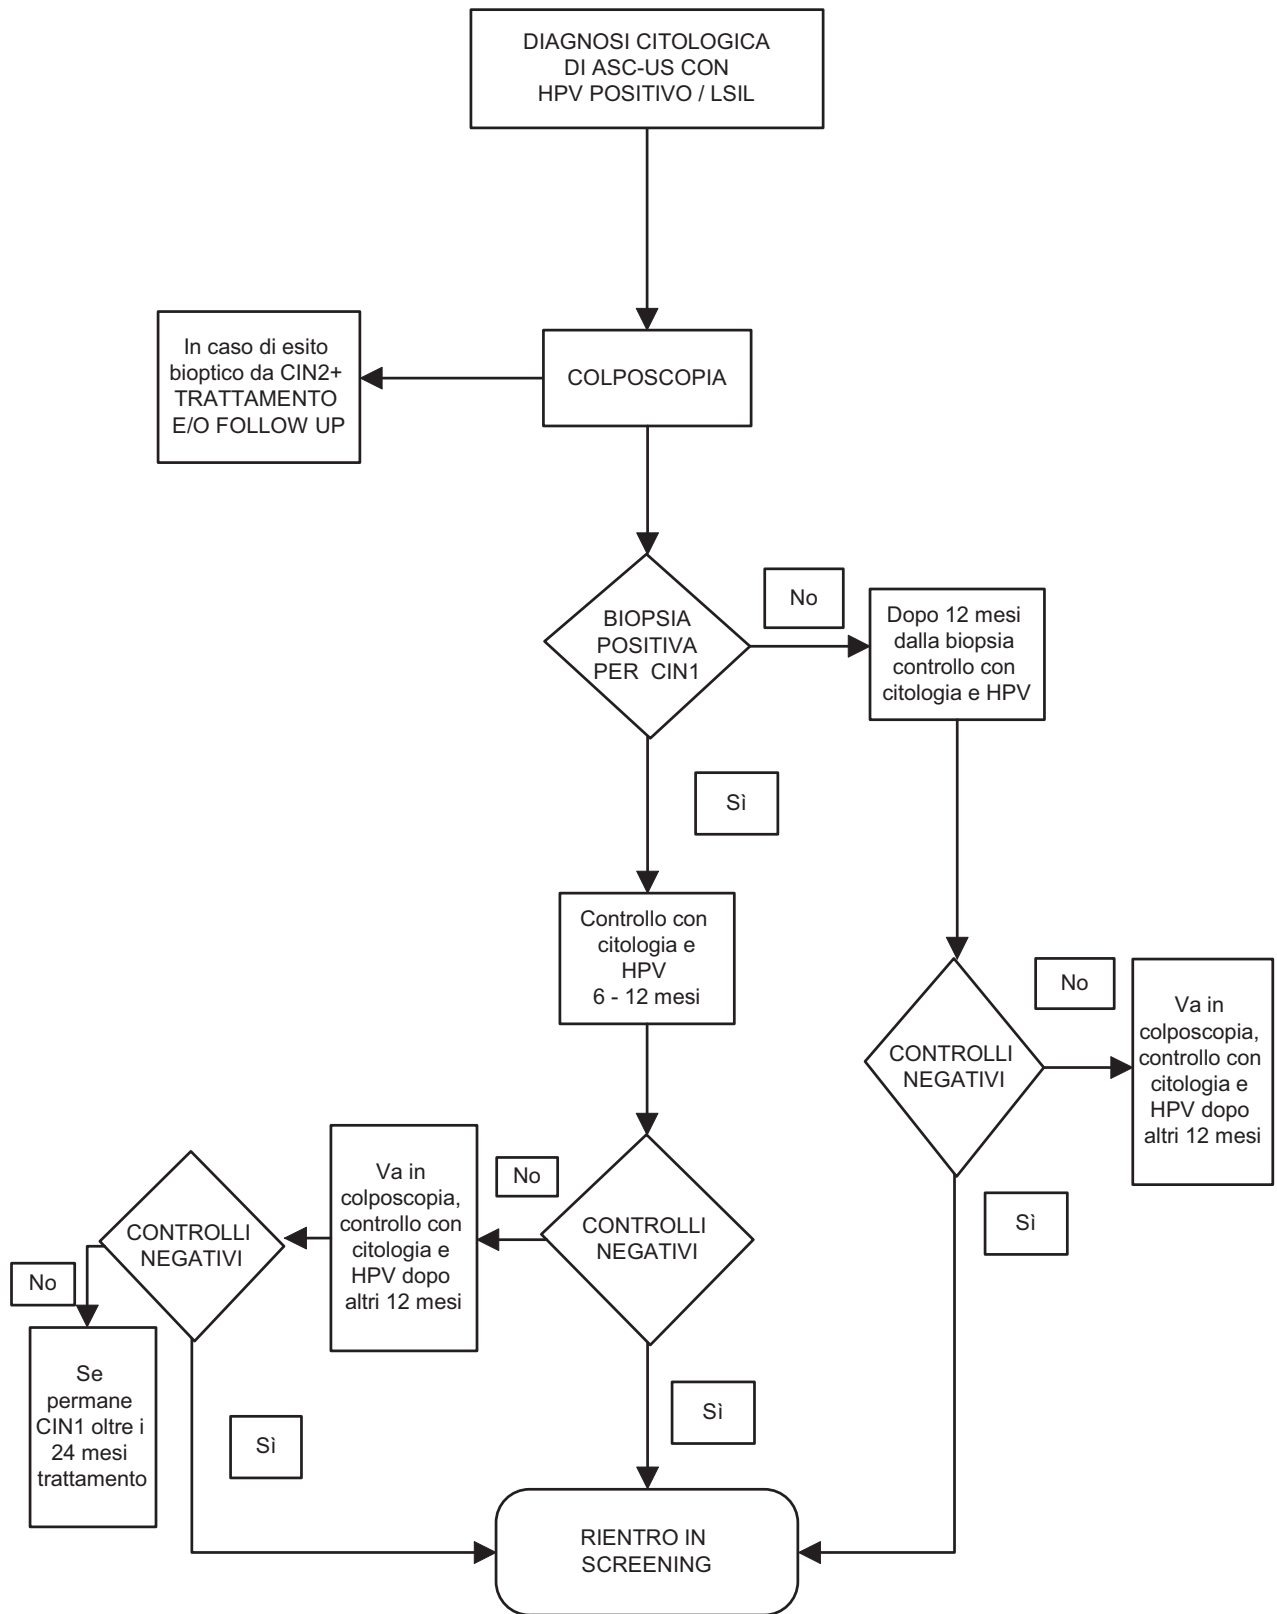 DIAGNOSI CITOLOGICA
DI ASC-US CON
HPV POSITIVO / LSIL
In caso di esito
bioptico da CIN2+
TRATTAMENTO
E/O FOLLOW UP
COLPOSCOPIA
BIOPSIA
POSITIVA
PER CIN1
No
Dopo 12 mesi
dalla biopsia
controllo con
citologia e HPV
Sì
Controllo con
citologia e
HPV
6 - 12 mesi
CONTROLLI
NEGATIVI
No
Va in
colposcopia,
controllo con
citologia e
HPV dopo
altri 12 mesi
Sì
CONTROLLI
NEGATIVI
No
Va in
colposcopia,
controllo con
citologia e
HPV dopo
altri 12 mesi
CONTROLLI
NEGATIVI
No
Se
permane
CIN1 oltre i
24 mesi
trattamento
Sì
Sì
RIENTRO IN
SCREENING